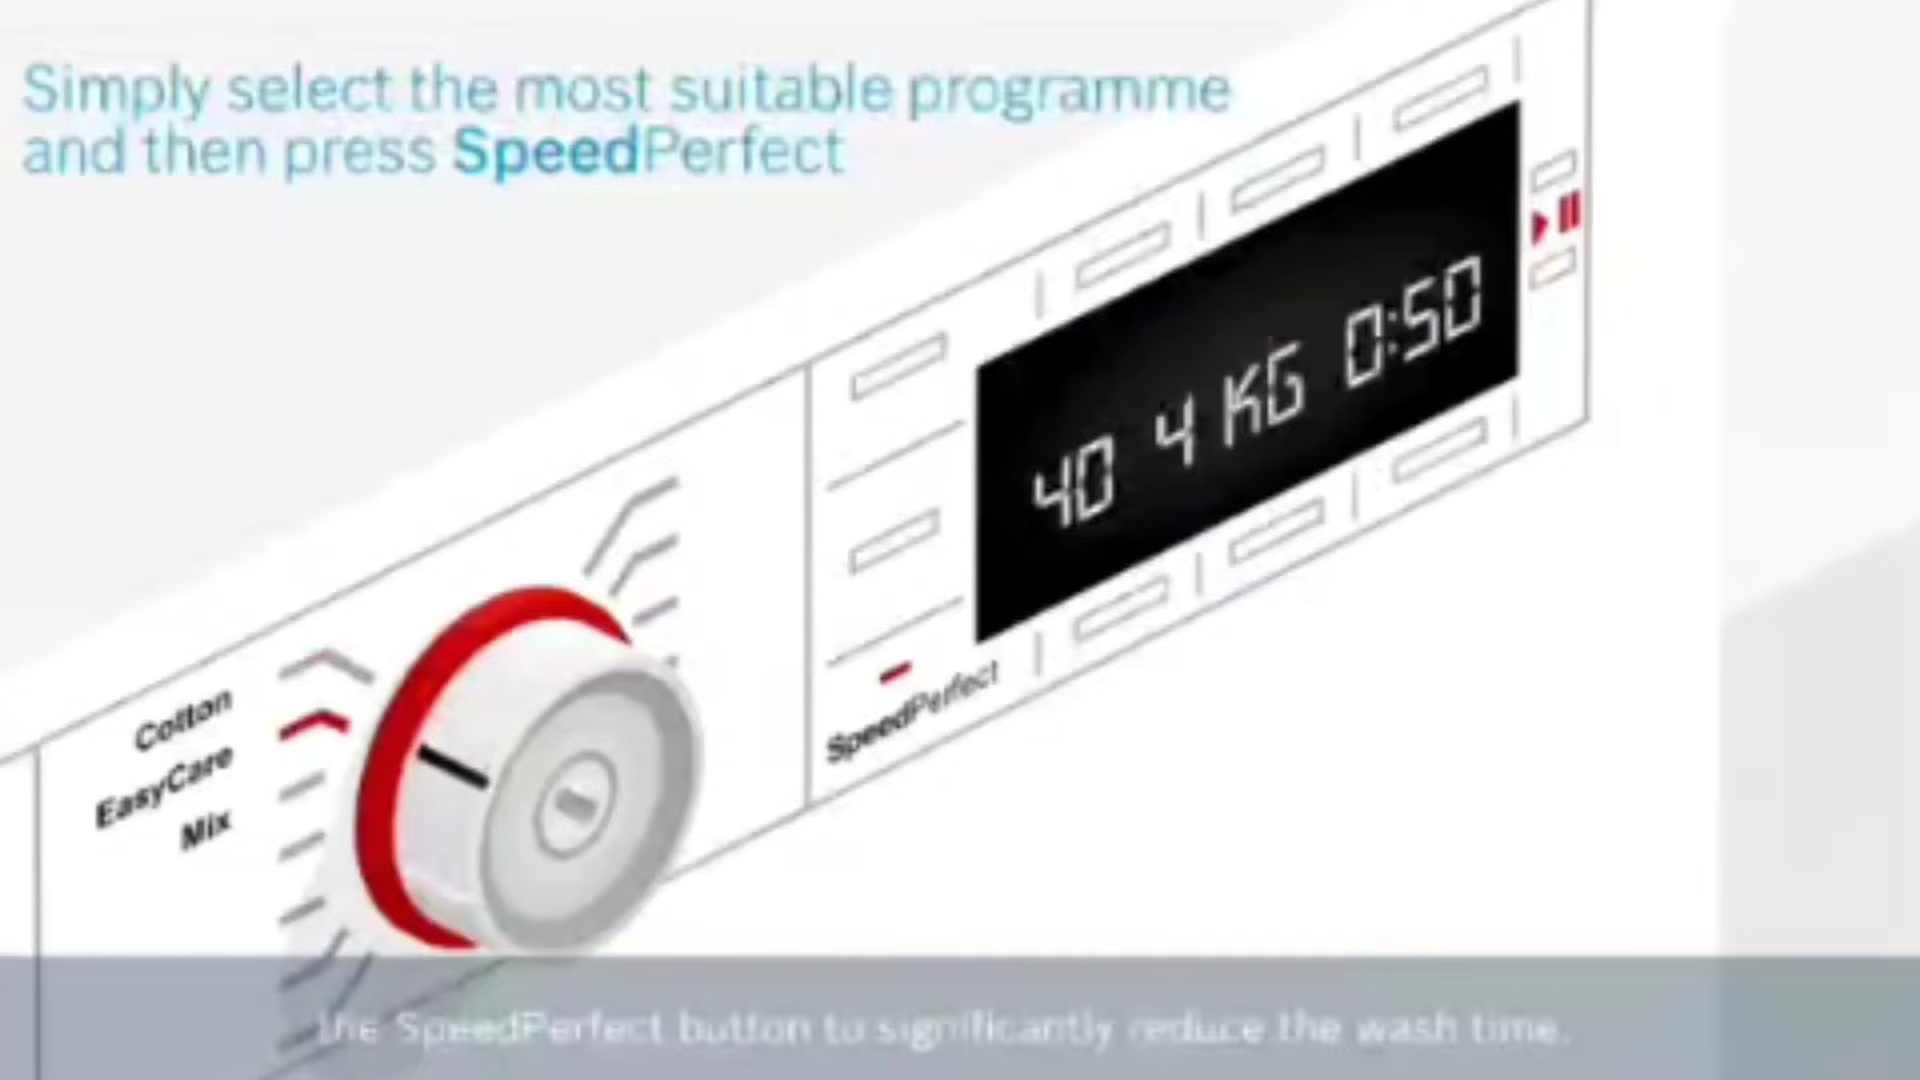 Simply select the most suitable programme
and then press SpeedPerfect
40 4 KG 0:50
SpeedPerfect
Cotton
EasyCare
Mix
the SpeedPerfect button to significantly reduce the wash time.